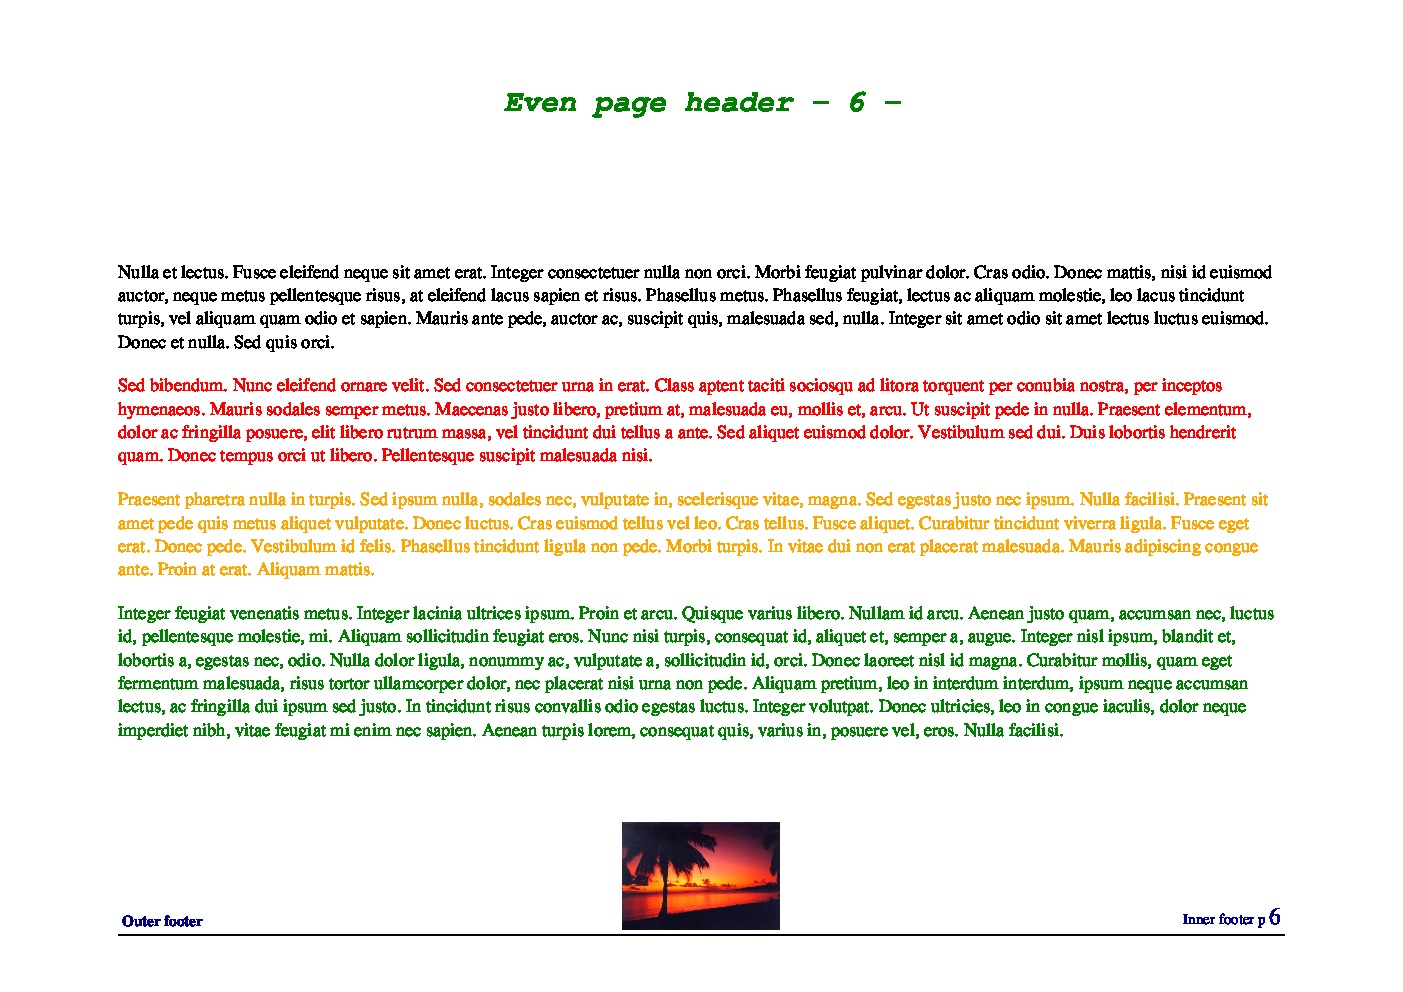 Even page header - 6 -
Nulla et lectus. Fusce eleifend neque sit amet erat. Integer consectetuer nulla non orci. Morbi feugiat pulvinar dolor. Cras odio. Donec mattis, nisi id euismod
auctor, neque metus pellentesque risus, at eleifend lacus sapien et risus. Phasellus metus. Phasellus feugiat, lectus ac aliquam molestie, leo lacus tincidunt
turpis, vel aliquam quam odio et sapien. Mauris ante pede, auctor ac, suscipit quis, malesuada sed, nulla. Integer sit amet odio sit amet lectus luctus euismod.
Donec et nulla. Sed quis orci.
Sed bibendum. Nunc eleifend ornare velit. Sed consectetuer urna in erat. Class aptent taciti sociosqu ad litora torquent per conubia nostra, per inceptos
hymenaeos. Mauris sodales semper metus. Maecenas justo libero, pretium at, malesuada eu, mollis et, arcu. Ut suscipit pede in nulla. Praesent elementum,
dolor ac fringilla posuere, elit libero rutrum massa, vel tincidunt dui tellus a ante. Sed aliquet euismod dolor. Vestibulum sed dui. Duis lobortis hendrerit
quam. Donec tempus orci ut libero. Pellentesque suscipit malesuada nisi.
Praesent pharetra nulla in turpis. Sed ipsum nulla, sodales nec, vulputate in, scelerisque vitae, magna. Sed egestas justo nec ipsum. Nulla facilisi. Praesent sit
amet pede quis metus aliquet vulputate. Donec luctus. Cras euismod tellus vel leo. Cras tellus. Fusce aliquet. Curabitur tincidunt viverra ligula. Fusce eget
erat. Donec pede. Vestibulum id felis. Phasellus tincidunt ligula non pede. Morbi turpis. In vitae dui non erat placerat malesuada. Mauris adipiscing congue
ante. Proin at erat. Aliquam mattis.
Integer feugiat venenatis metus. Integer lacinia ultrices ipsum. Proin et arcu. Quisque varius libero. Nullam id arcu. Aenean justo quam, accumsan nec, luctus
id, pellentesque molestie, mi. Aliquam sollicitudin feugiat eros. Nunc nisi turpis, consequat id, aliquet et, semper a, augue. Integer nisl ipsum, blandit et,
lobortis a, egestas nec, odio. Nulla dolor ligula, nonummy ac, vulputate a, sollicitudin id, orci. Donec laoreet nisl id magna. Curabitur mollis, quam eget
fermentum malesuada, risus tortor ullamcorper dolor, nec placerat nisi urna non pede. Aliquam pretium, leo in interdum interdum, ipsum neque accumsan
lectus, ac fringilla dui ipsum sed justo. In tincidunt risus convallis odio egestas luctus. Integer volutpat. Donec ultricies, leo in congue iaculis, dolor neque
imperdiet nibh, vitae feugiat mi enim nec sapien. Aenean turpis lorem, consequat quis, varius in, posuere vel, eros. Nulla facilisi.
Outer footer
Inner footer p 6